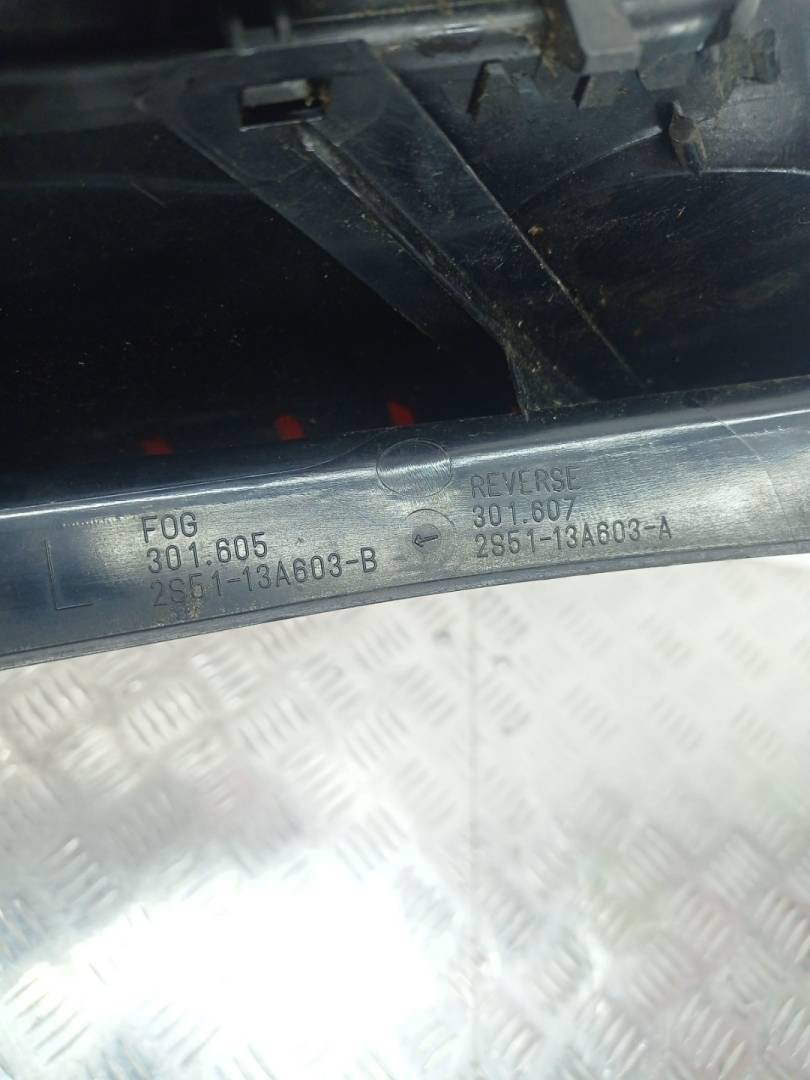 L
FOG
301.605
2S51-13A603-B
REVERSE
301.607
2S51-13A603-A